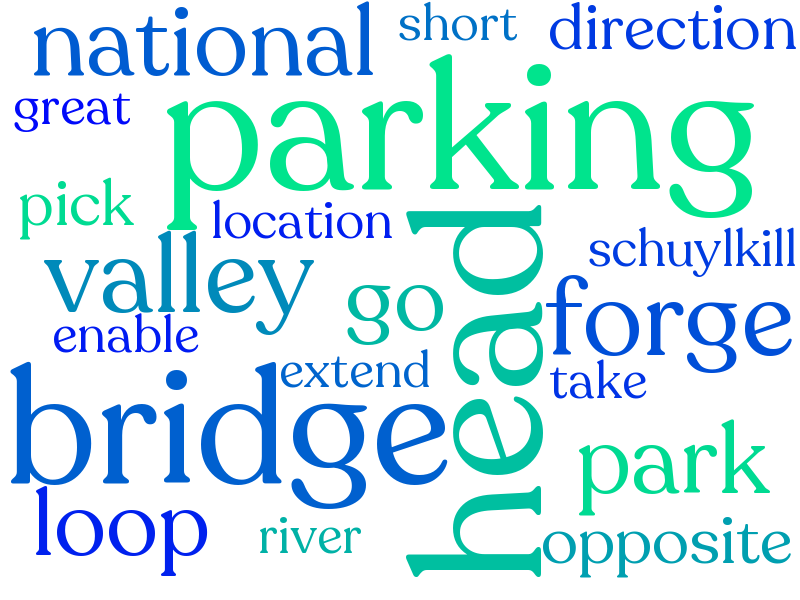 national
short
direction
great
parking
pick
location
valley
go
head
schuylkill
forge
enable
extend
take
bridge
park
loop
river
opposite